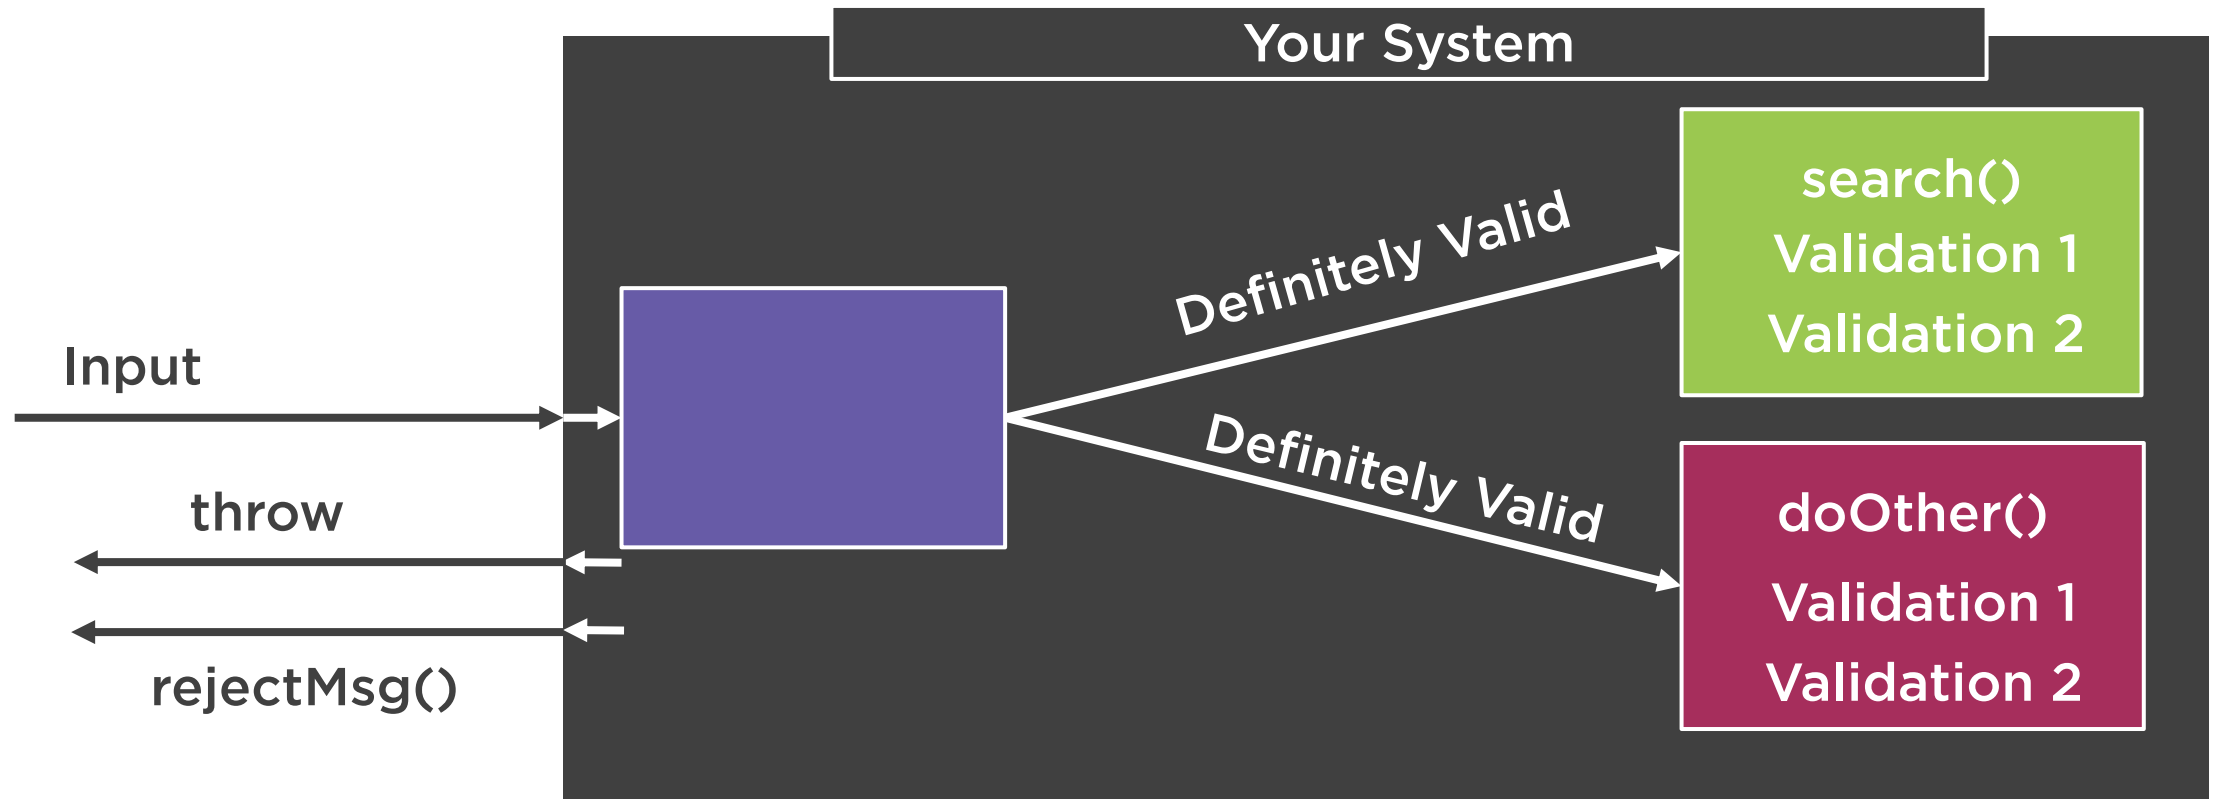 Your System
Input
throw
rejectMsg()
Definitely Valid
Definitely Valid
search()
Validation 1
Validation 2
doOther()
Validation 1
Validation 2